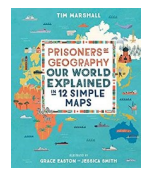 TIM MARSHALL
PRISONERS OF
GEOGRAPHY
OUR WORLD
EXPLAINED
IN 12 SIMPLE
MAPS
GRACE EASTON · JESSICA SMITH